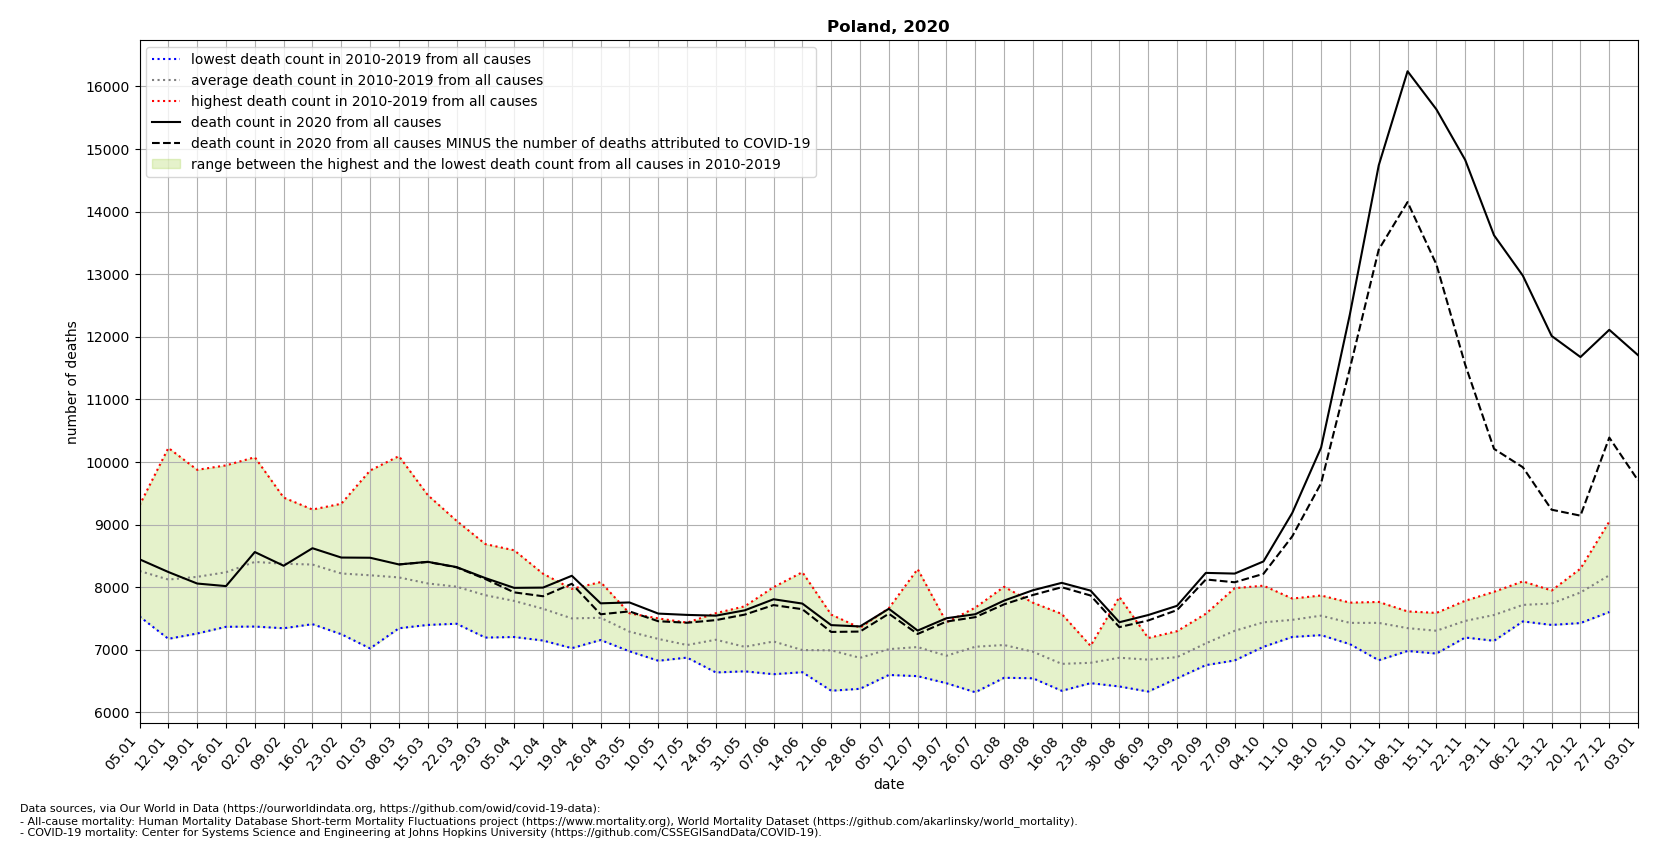 Poland, 2020
lowest death count in 2010-2019 from all causes
average death count in 2010-2019 from all causes
highest death count in 2010-2019 from all causes
death count in 2020 from all causes
death count in 2020 from all causes MINUS the number of deaths attributed to COVID-19
range between the highest and the lowest death count from all causes in 2010-2019
number of deaths
16000
15000
14000
13000
12000
11000
10000
9000
8000
7000
6000
05.01 12.01 19.01 26.01 02.02 09.02 16.02 23.02 01.03 08.03 15.03 22.03 29.03 05.04 12.04 19.04 26.04 03.05 10.05 17.05 24.05 31.05 07.06 14.06 21.06 28.06 05.07 12.07 19.07 26.07 02.08 09.08 16.08 23.08 30.08 06.09 13.09 20.09 27.09 04.10 11.10 18.10 25.10 01.11 08.11 15.11 22.11 29.11 06.12 13.12 20.12 27.12 03.01
date
Data sources, via Our World in Data (https://ourworldindata.org, https://github.com/owid/covid-19-data):
- All-cause mortality: Human Mortality Database Short-term Mortality Fluctuations project (https://www.mortality.org), World Mortality Dataset (https://github.com/akarlinsky/world_mortality).
- COVID-19 mortality: Center for Systems Science and Engineering at Johns Hopkins University (https://github.com/CSSEGISandData/COVID-19).